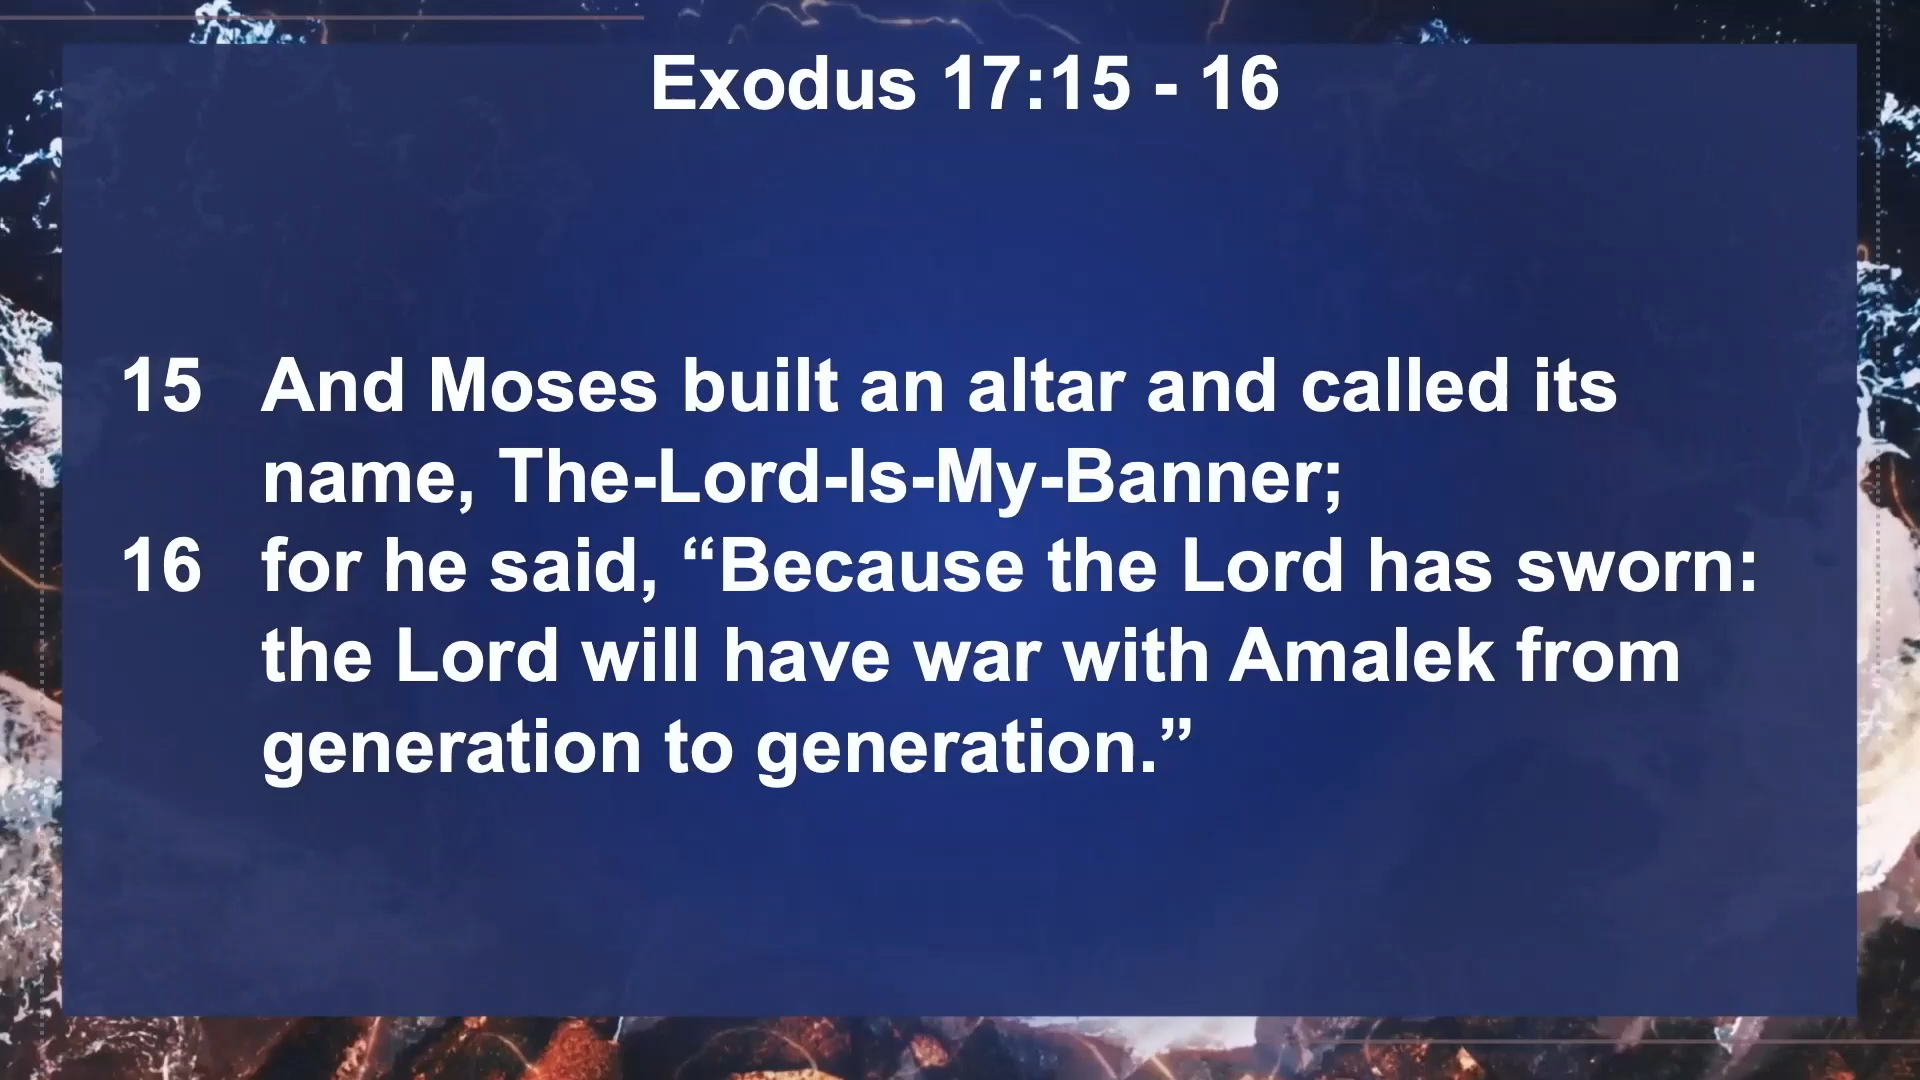 Exodus 17:15 - 16
15 And Moses built an altar and called its
name, The-Lord-Is-My-Banner;
16 for he said, “Because the Lord has sworn:
the Lord will have war with Amalek from
generation to generation.”